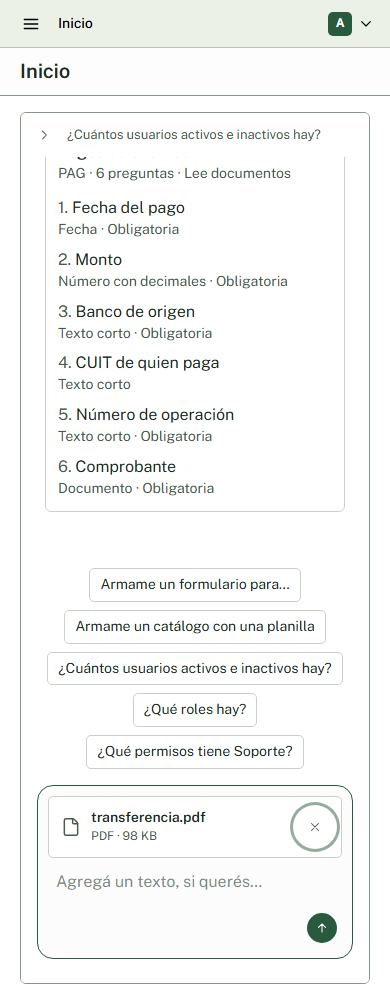 Inicio
A
Inicio
¿Cuántos usuarios activos e inactivos hay?
PAG · 6 preguntas · Lee documentos
1. Fecha del pago
Fecha · Obligatoria
2. Monto
Número con decimales · Obligatoria
3. Banco de origen
Texto corto · Obligatoria
4. CUIT de quien paga
Texto corto
5. Número de operación
Texto corto · Obligatoria
6. Comprobante
Documento · Obligatoria
Armame un formulario para...
Armame un catálogo con una planilla
¿Cuántos usuarios activos e inactivos hay?
¿Qué roles hay?
¿Qué permisos tiene Soporte?
transferencia.pdf
PDF · 98 KB
Agregá un texto, si querés...